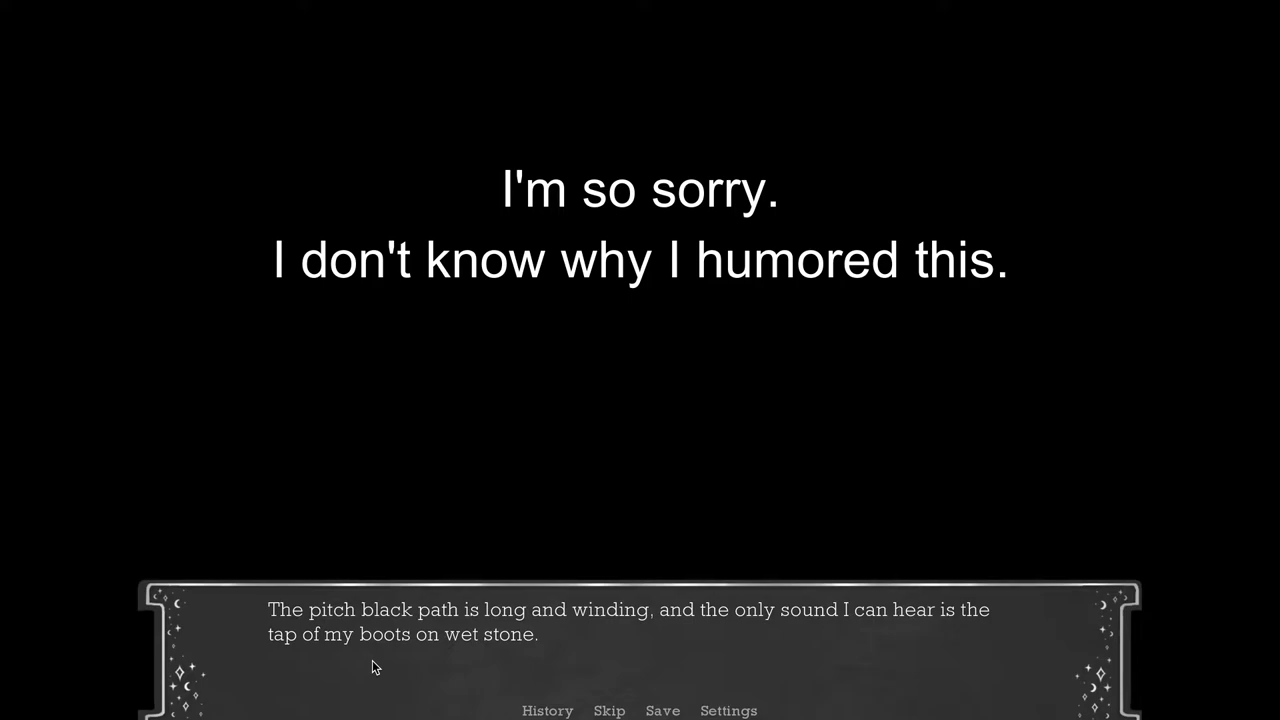 I'm so sorry.
I don't know why I humored this.
The pitch black path is long and winding, and the only sound I can hear is the
tap of my boots on wet stone.
History Skip Save Settings